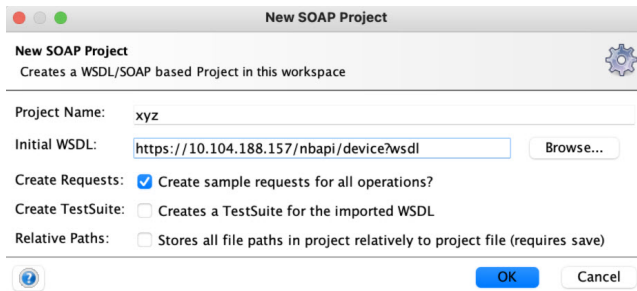 New SOAP Project
New SOAP Project
Creates a WSDL/SOAP based Project in this workspace
Project Name: xyz
Initial WSDL: https://10.104.188.157/nbapi/device?wsdl Browse...
Create Requests: Create sample requests for all operations?
Create TestSuite: Creates a TestSuite for the imported WSDL
Relative Paths: Stores all file paths in project relatively to project file (requires save)
? OK Cancel